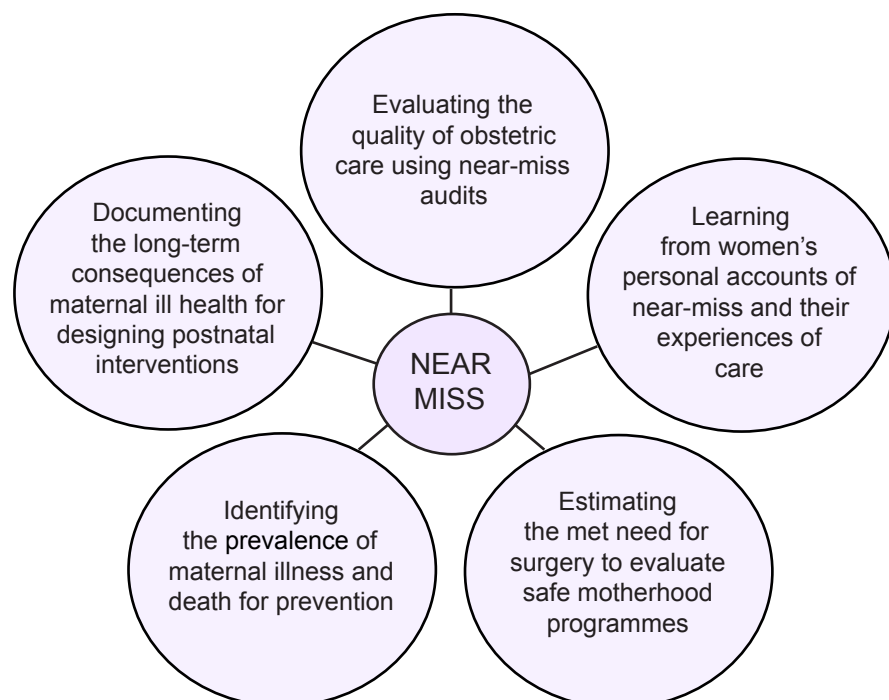 Evaluating the
quality of obstetric
care using near-miss
audits
Documenting
the long-term
consequences of
maternal ill health for
designing postnatal
interventions
Learning
from women's
personal accounts of
near-miss and their
experiences of
care
NEAR
MISS
Identifying
the prevalence of
maternal illness and
death for prevention
Estimating
the met need for
surgery to evaluate
safe motherhood
programmes